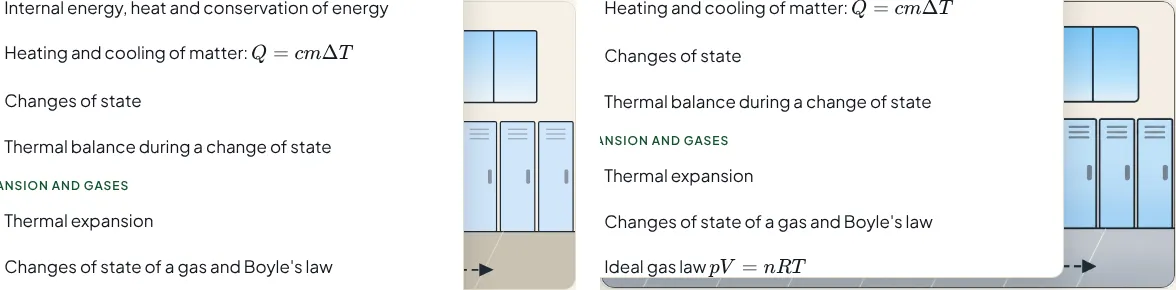 Internal energy, heat and conservation of energy
Heating and cooling of matter: Q = cmΔT
Changes of state
Thermal balance during a change of state
ANSION AND GASES
Thermal expansion
Changes of state of a gas and Boyle's law
Heating and cooling of matter: Q = cmΔT
Changes of state
Thermal balance during a change of state
ANSION AND GASES
Thermal expansion
Changes of state of a gas and Boyle's law
Ideal gas law pV = nRT